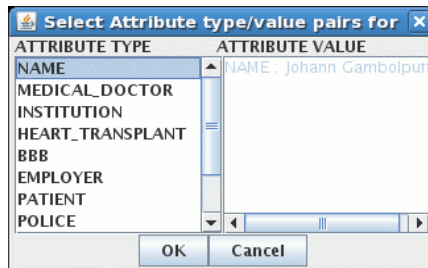 Select Attribute type/value pairs for
ATTRIBUTE TYPE ATTRIBUTE VALUE
NAME
MEDICAL_DOCTOR
INSTITUTION
HEART_TRANSPLANT
BBB
EMPLOYER
PATIENT
POLICE
NAME : Johann Gambolputt
OK Cancel